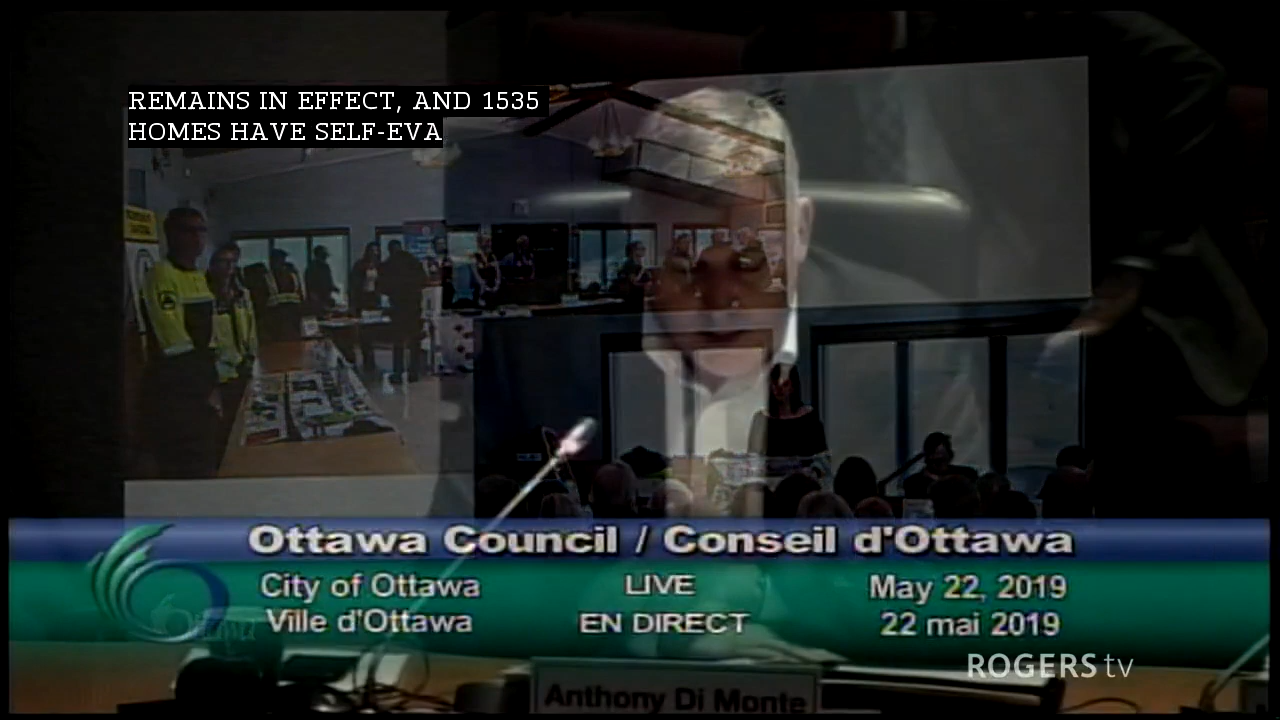 REMAINS IN EFFECT, AND 1535
HOMES HAVE SELF-EVA
Ottawa Council / Conseil d'Ottawa
City of Ottawa
LIVE
May 22, 2019
Ville d'Ottawa
EN DIRECT
22 mai 2019
Ottawa
ROGERS tv
Anthony Di Monte